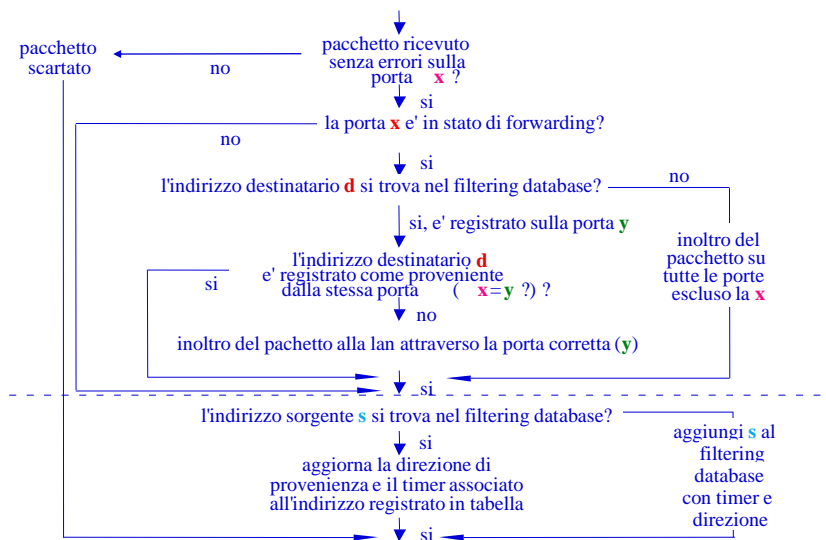 pacchetto
scartato
no
pacchetto ricevuto
senza errori sulla
porta x ?
si
la porta x e' in stato di forwarding?
no
si
l'indirizzo destinatario d si trova nel filtering database?
no
si, e' registrato sulla porta y
inoltro del
pacchetto su
tutte le porte
escluso la x
l'indirizzo destinatario d
e' registrato come proveniente
dalla stessa porta ( x=y ?) ?
si
no
inoltro del pachetto alla lan attraverso la porta corretta (y)
si
l'indirizzo sorgente s si trova nel filtering database?
si
aggiungi s al
filtering
database
con timer e
direzione
aggiorna la direzione di
provenienza e il timer associato
all'indirizzo registrato in tabella
si